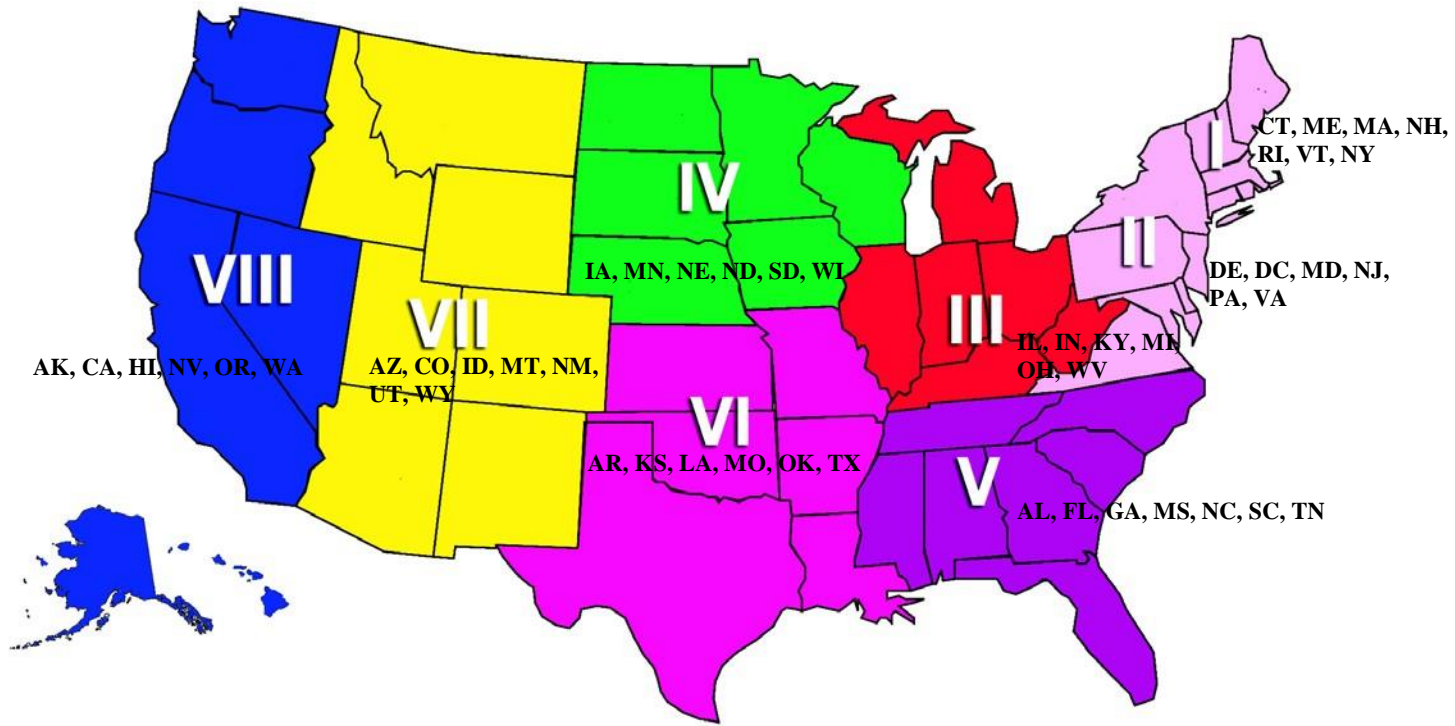 I
CT, ME, MA, NH,
RI, VT, NY
IV
II
IA, MN, NE, ND, SD, WI
DE, DC, MD, NJ,
PA, VA
VIII
VII
III
IL, IN, KY, MI,
OH, WV
AK, CA, HI, NV, OR, WA
AZ, CO, ID, MT, NM,
UT, WY
VI
AR, KS, LA, MO, OK, TX
V
AL, FL, GA, MS, NC, SC, TN